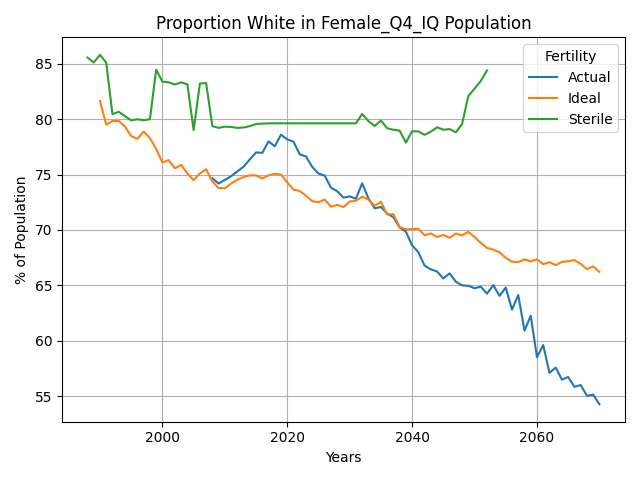 Proportion White in Female_Q4_IQ Population
Fertility
Actual
Ideal
Sterile
85
80
75
70
65
60
55
% of Population
2000
2020
2040
2060
Years